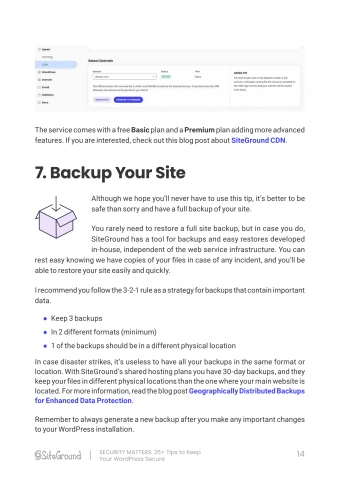 Speed
CDN
Select Domain
The service comes with a free Basic plan and a Premium plan adding more advanced
features. If you are interested, check out this blog post about SiteGround CDN.
7. Backup Your Site
Although we hope you'll never have to use this tip, it's better to be
safe than sorry and have a full backup of your site.
You rarely need to restore a full site backup, but in case you do,
SiteGround has a tool for backups and easy restores developed
in-house, independent of the web service infrastructure. You can
rest easy knowing we have copies of your files in case of any incident, and you'll be
able to restore your site easily and quickly.
I recommend you follow the 3-2-1 rule as a strategy for backups that contain important
data.
● Keep 3 backups
● In 2 different formats (minimum)
● 1 of the backups should be in a different physical location
In case disaster strikes, it's useless to have all your backups in the same format or
location. With SiteGround's shared hosting plans you have 30-day backups, and they
keep your files in different physical locations than the one where your main website is
located. For more information, read the blog post Geographically Distributed Backups
for Enhanced Data Protection.
Remember to always generate a new backup after you make any important changes
to your WordPress installation.
SiteGround
SECURITY MATTERS: 25+ Tips to Keep
Your WordPress Secure
14